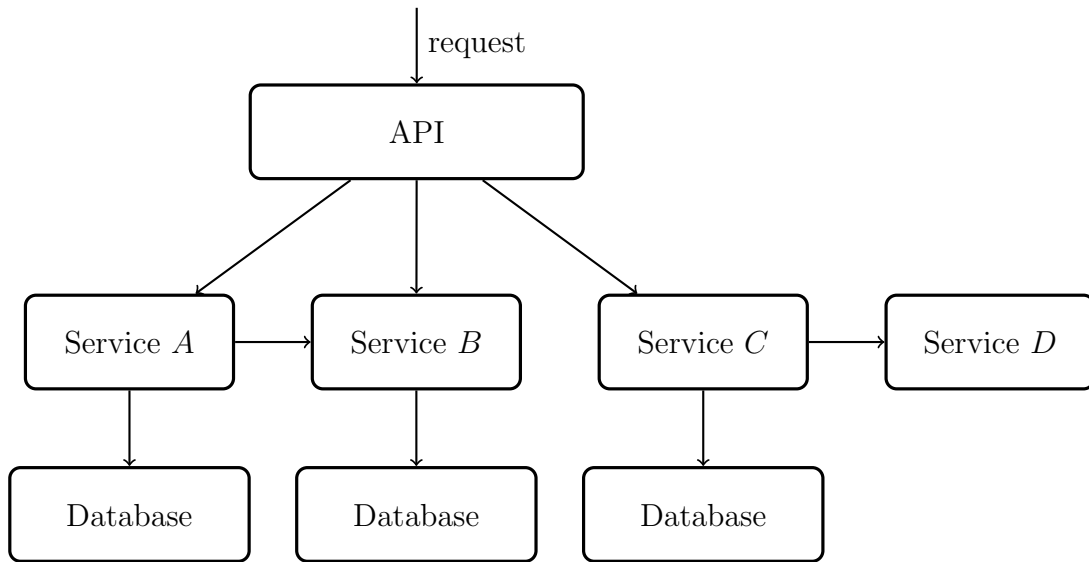 request
API
Service A
Service B
Service C
Service D
Database
Database
Database